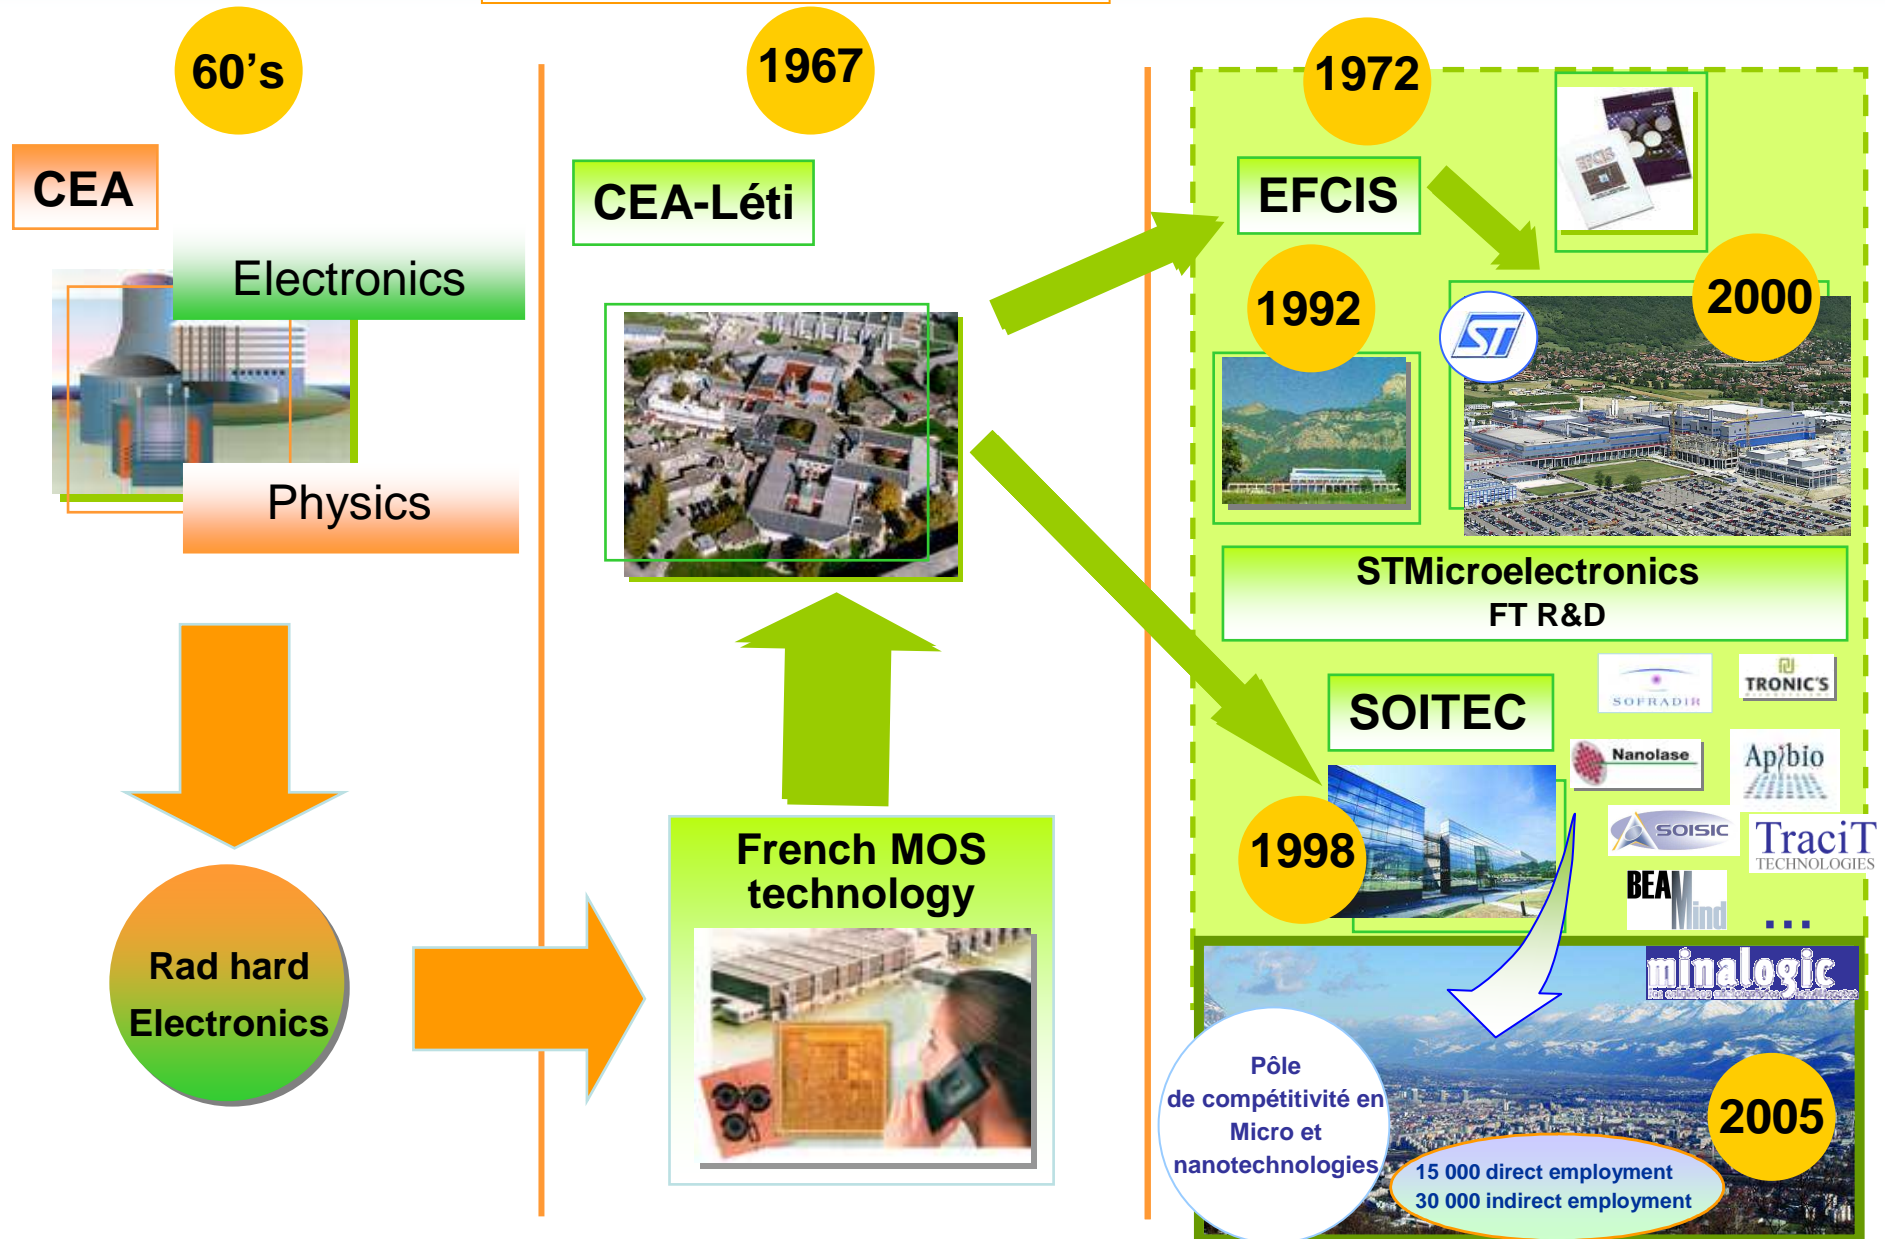 60's
CEA
Electronics
Physics
Rad hard
Electronics
1967
CEA-Léti
French MOS
technology
1972
EFCIS
EFCIS
1992
ST
2000
STMicroelectronics
FT R&D
SOITEC
1998
SOFRADIR
TRONIC'S
Nanolase
Apibio
SOISIC
TraciT
TECHNOLOGIES
BEAMind
...
minalogic
Pôle
de compétitivité en
Micro et
nanotechnologies
2005
15 000 direct employment
30 000 indirect employment